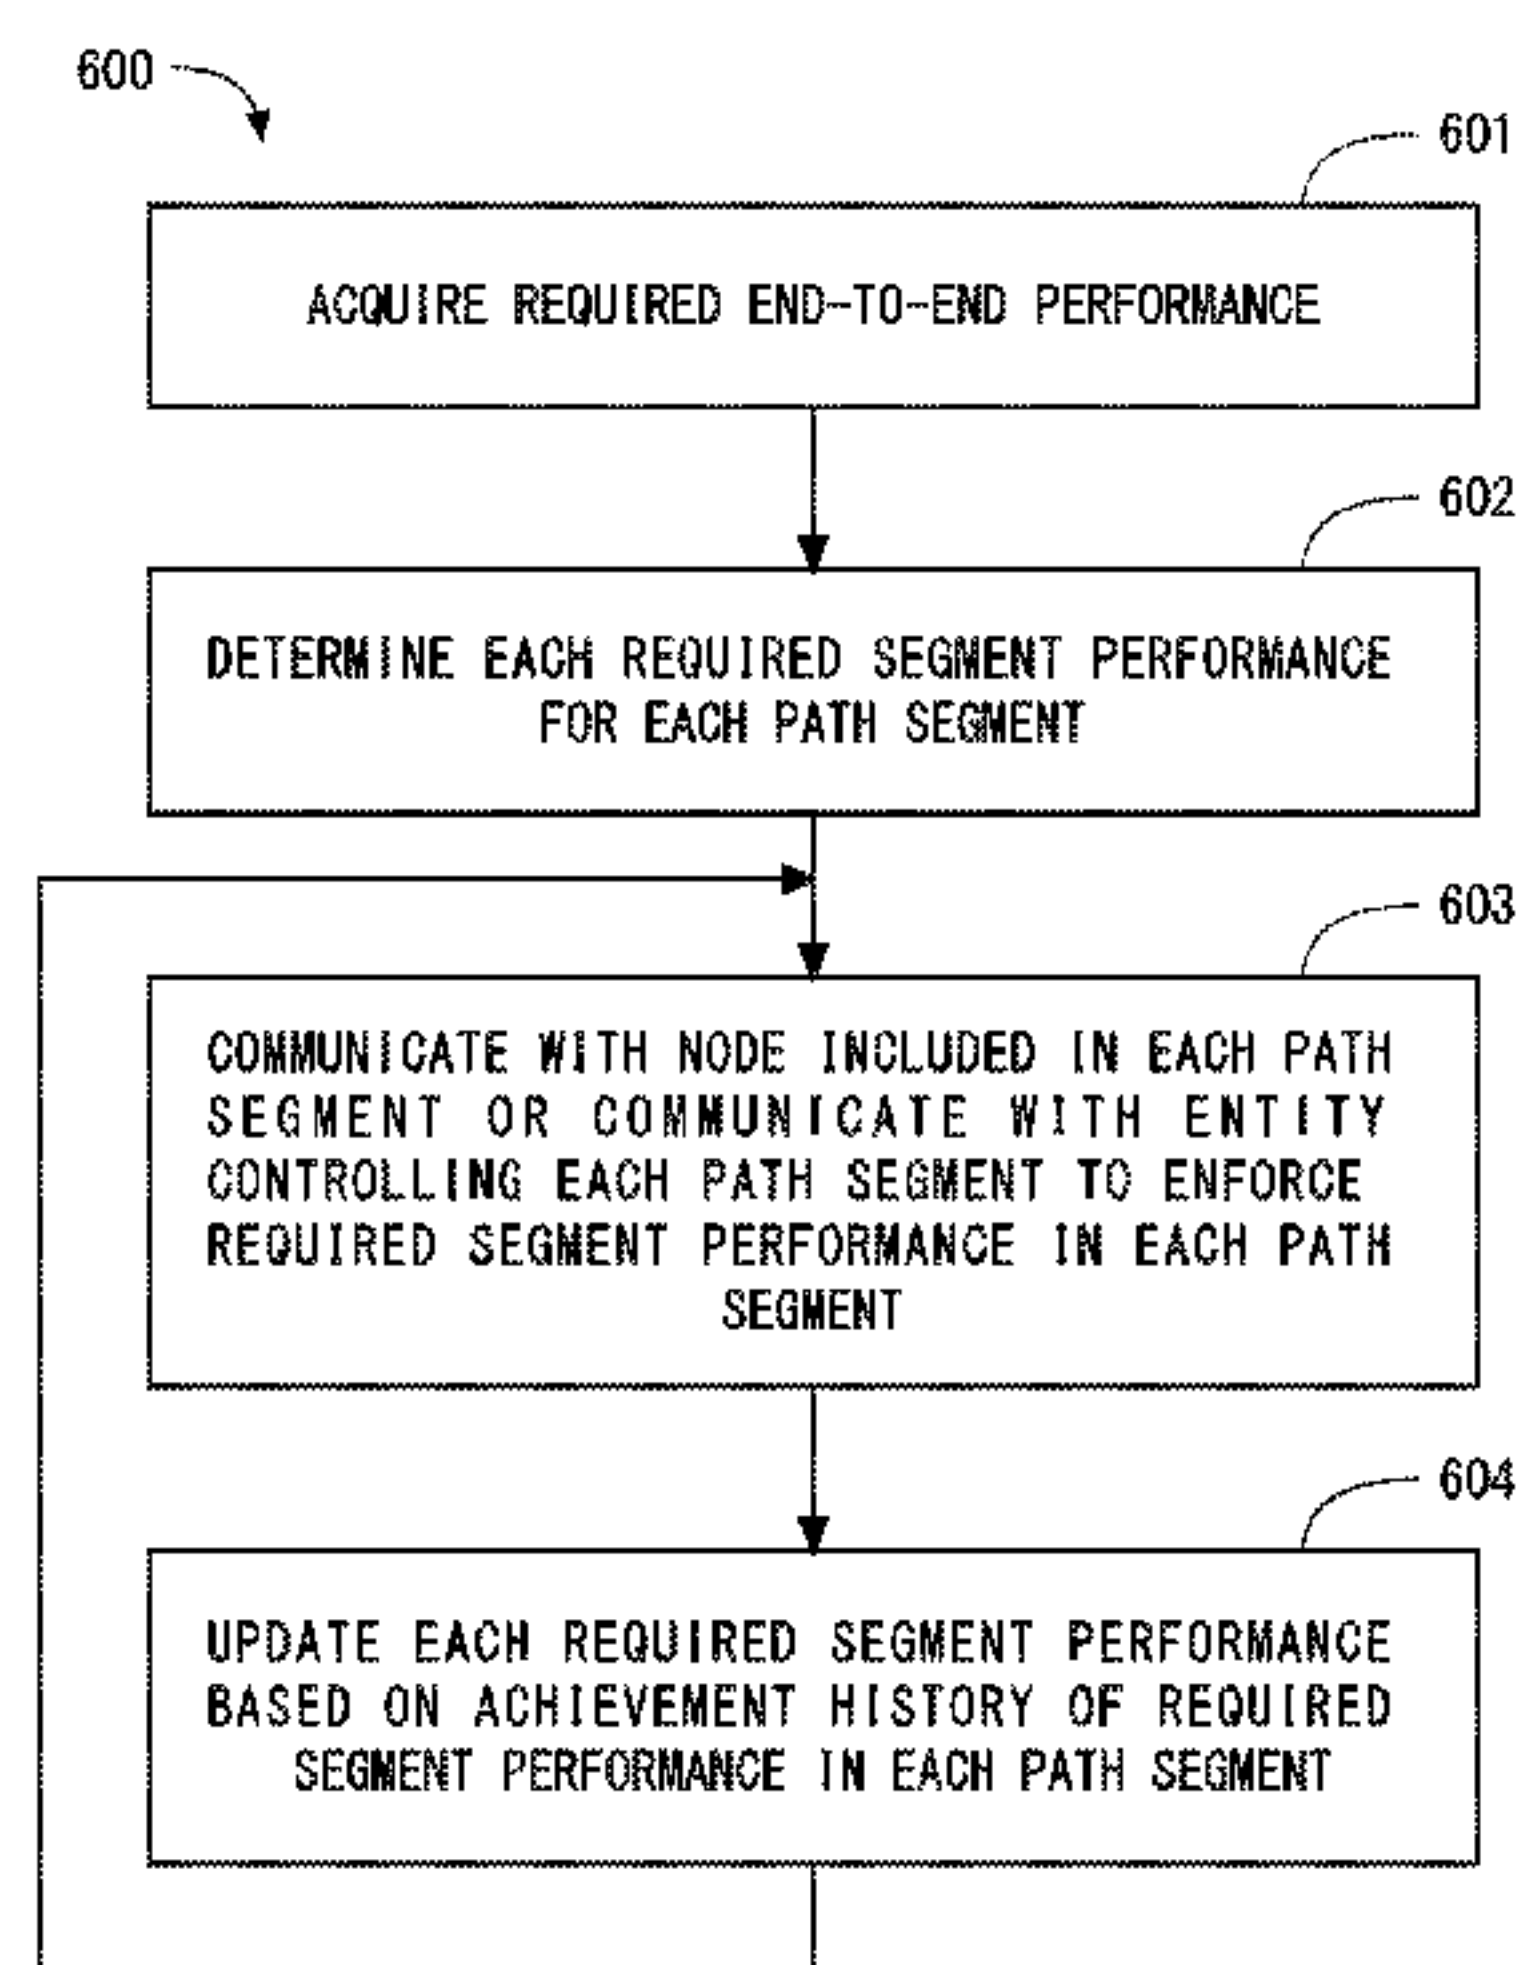 600
601
ACQUIRE REQUIRED END-TO-END PERFORMANCE
602
DETERMINE EACH REQUIRED SEGMENT PERFORMANCE
FOR EACH PATH SEGMENT
603
COMMUNICATE WITH NODE INCLUDED IN EACH PATH
SEGMENT OR COMMUNICATE WITH ENTITY
CONTROLLING EACH PATH SEGMENT TO ENFORCE
REQUIRED SEGMENT PERFORMANCE IN EACH PATH
SEGMENT
604
UPDATE EACH REQUIRED SEGMENT PERFORMANCE
BASED ON ACHIEVEMENT HISTORY OF REQUIRED
SEGMENT PERFORMANCE IN EACH PATH SEGMENT